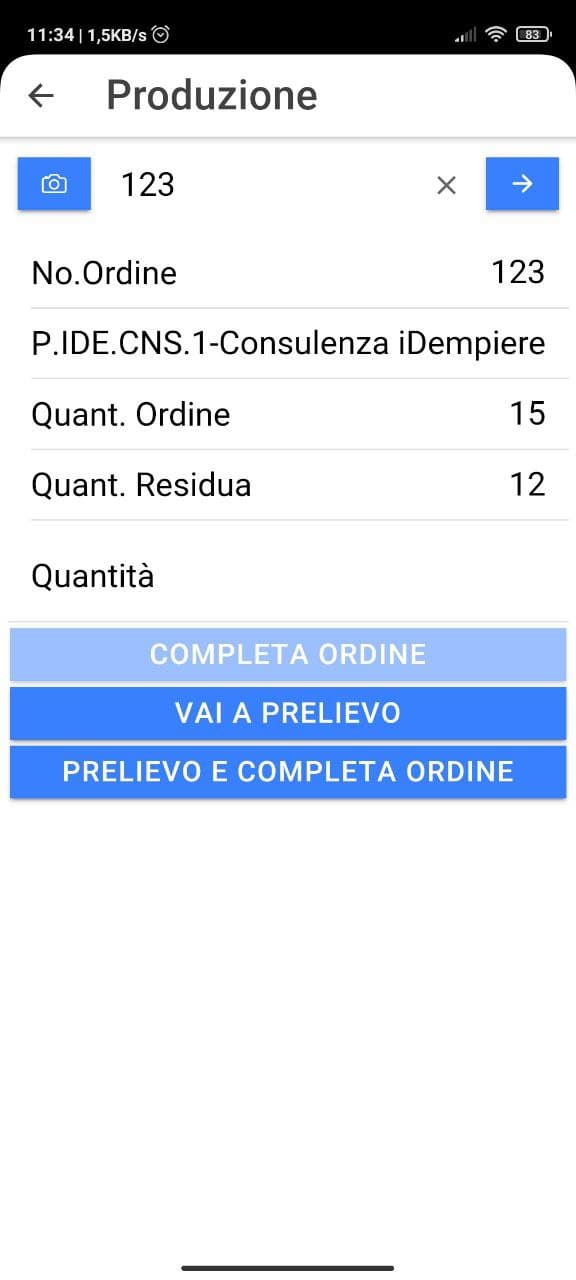 11:34 | 1,5KB/s
83
Produzione
123
No.Ordine 123
P.IDE.CNS.1-Consulenza iDempiere
Quant. Ordine 15
Quant. Residua 12
Quantità
COMPLETA ORDINE
VAI A PRELIEVO
PRELIEVO E COMPLETA ORDINE